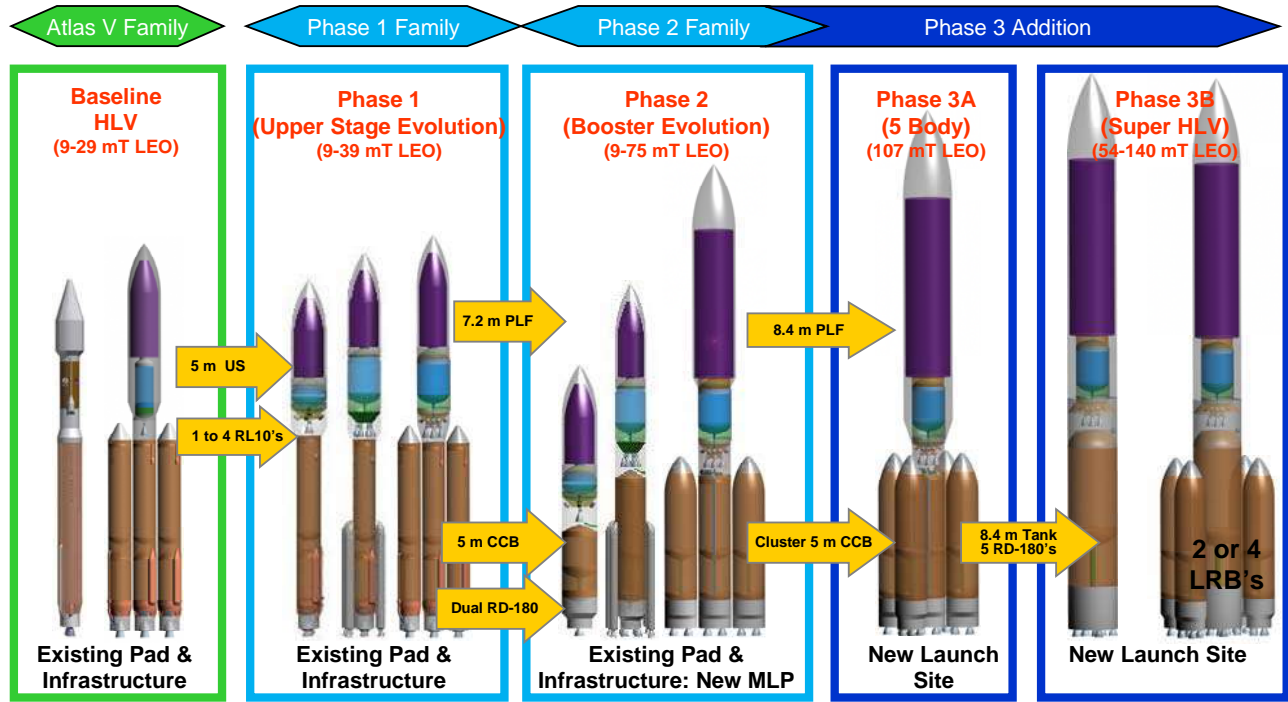 Atlas V Family
Phase 1 Family
Phase 2 Family
Phase 3 Addition
Baseline
HLV
(9-29 mT LEO)
Phase 1
(Upper Stage Evolution)
(9-39 mT LEO)
Phase 2
(Booster Evolution)
(9-75 mT LEO)
Phase 3A
(5 Body)
(107 mT LEO)
Phase 3B
(Super HLV)
(54-140 mT LEO)
5 m US
1 to 4 RL10's
7.2 m PLF
5 m CCB
Dual RD-180
8.4 m PLF
Cluster 5 m CCB
8.4 m Tank
5 RD-180's
2 or 4
LRB's
Existing Pad &
Infrastructure
Existing Pad &
Infrastructure
Existing Pad &
Infrastructure: New MLP
New Launch
Site
New Launch Site